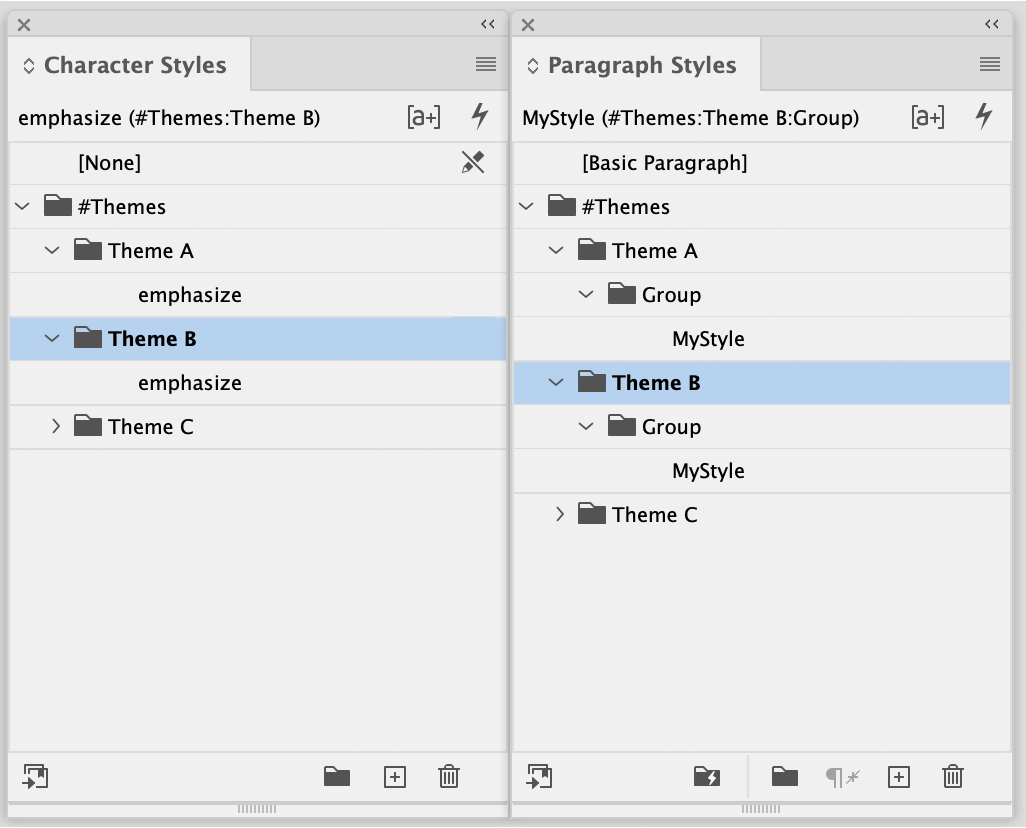 Character Styles
emphasize (#Themes:Theme B)
[a+]
[None]
#Themes
Theme A
emphasize
Theme B
emphasize
Theme C
Paragraph Styles
MyStyle (#Themes:Theme B:Group)
[a+]
[Basic Paragraph]
#Themes
Theme A
Group
MyStyle
Theme B
Group
MyStyle
Theme C